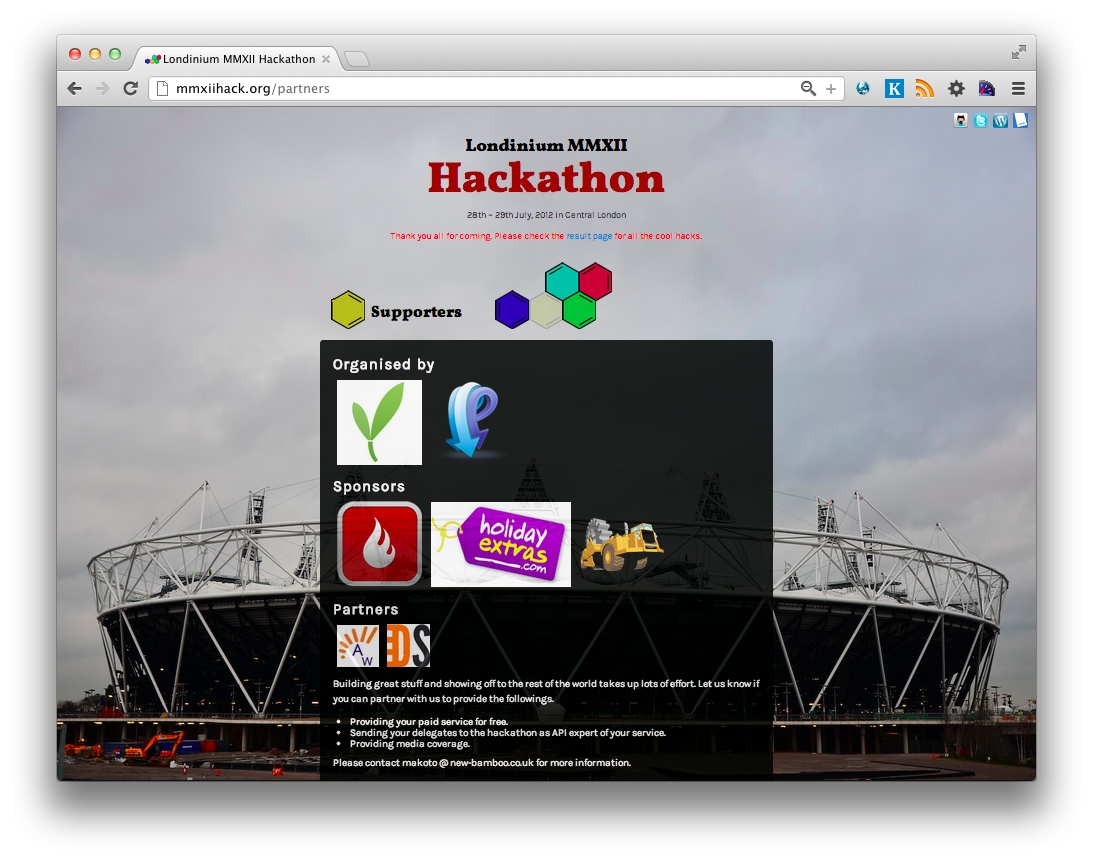 Londinium MMXII Hackathon
mmxiihack.org/partners
K
Londinium MMXII
Hackathon
28th – 29th July, 2012 in Central London
Thank you all for coming. Please check the result page for all the cool hacks.
Supporters
Organised by
Sponsors
holiday
extras
.com
Partners
A
W
EDS
Building great stuff and showing off to the rest of the world takes up lots of effort. Let us know if
you can partner with us to provide the followings.
Providing your paid service for free.
Sending your delegates to the hackathon as API expert of your service.
Providing media coverage.
Please contact makoto @ new-bamboo.co.uk for more information.